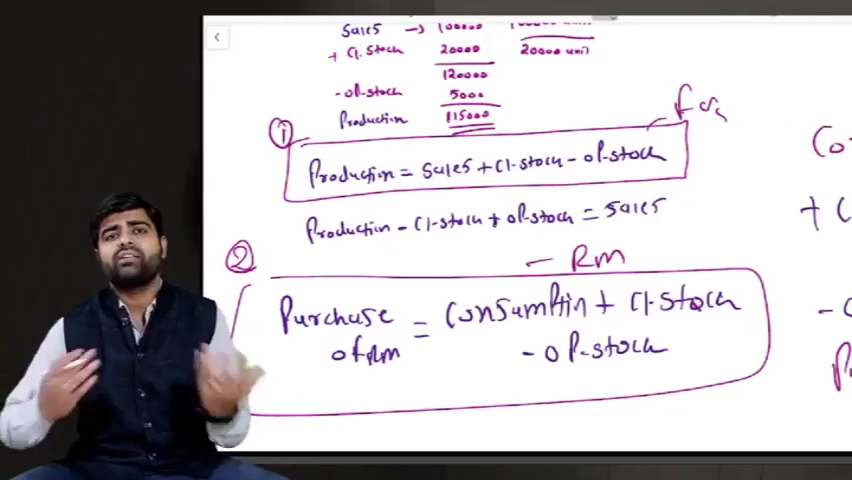 Sales → 100000
+ Cl. Stock 20000 20000 unit
120000
- OP. Stock 5000
Production 115000
①
Production = Sales + Cl-stock - OP-stock
Production - Cl-stock + OP-stock = Sales
②
- RM
Purchase of RM = Consumptin + Cl-Stock
- OP-stock